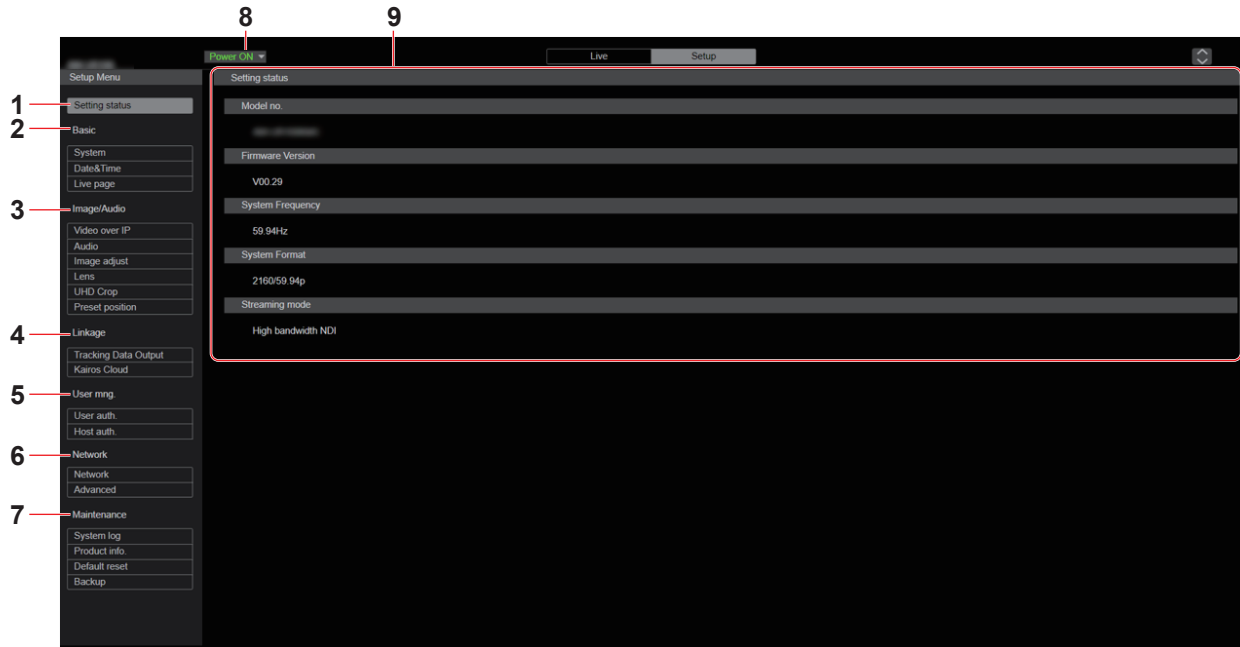 8
9
Power ON
Live
Setup
Setup Menu
Setting status
1
Setting status
Model no.
2
Basic
System
Firmware Version
Date&Time
Live page
V00.29
3
Image/Audio
System Frequency
Video over IP
59.94Hz
Audio
Image adjust
System Format
Lens
2160/59.94p
UHD Crop
Preset position
Streaming mode
4
Linkage
High bandwidth NDI
Tracking Data Output
Kairos Cloud
5
User mng.
User auth.
Host auth.
6
Network
Network
Advanced
7
Maintenance
System log
Product info.
Default reset
Backup